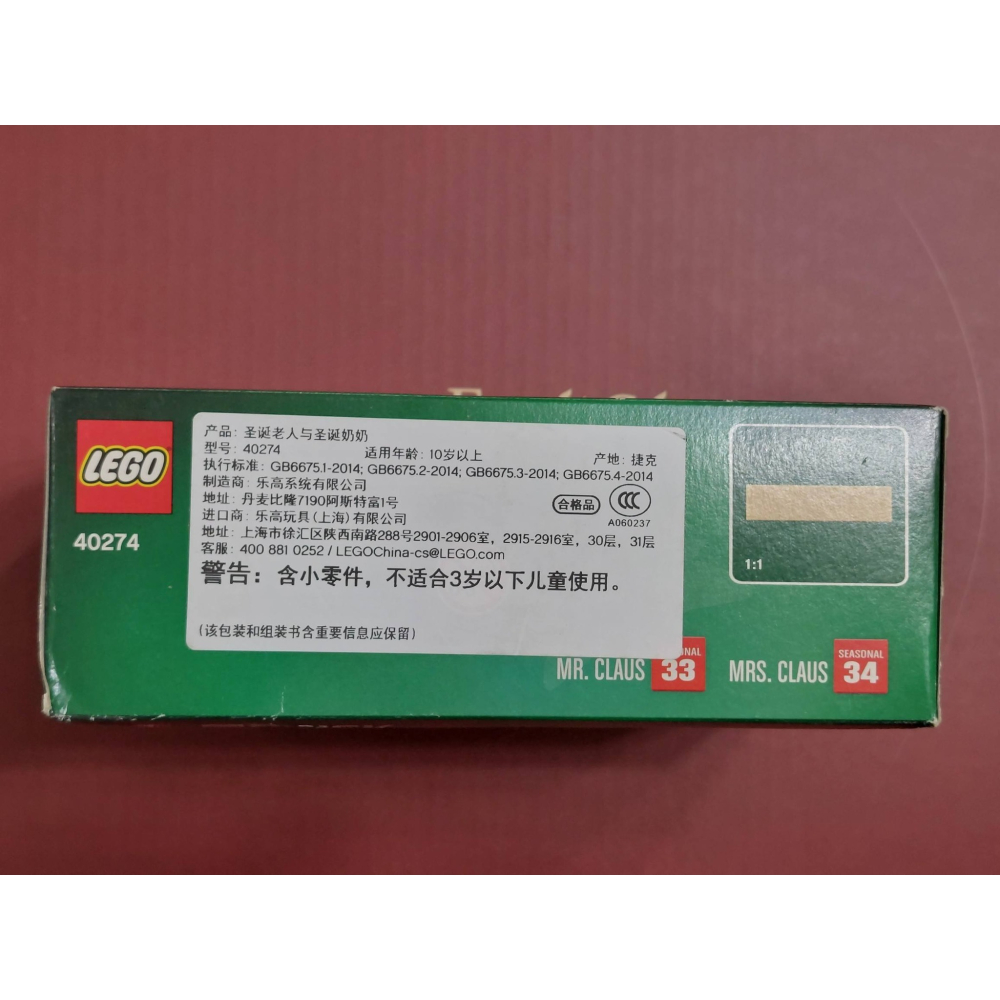 LEGO
40274
产品: 圣诞老人与圣诞奶奶
型号: 40274 适用年龄: 10岁以上 产地: 捷克
执行标准: GB6675.1-2014; GB6675.2-2014; GB6675.3-2014; GB6675.4-2014
制造商: 乐高系统有限公司
地址: 丹麦比隆7190阿斯特富1号
进口商: 乐高玩具(上海)有限公司
地址: 上海市徐汇区陕西南路288号2901-2906室, 2915-2916室, 30层, 31层
客服: 400 881 0252 / LEGOChina-cs@LEGO.com
合格品
CCC
A060237
警告: 含小零件, 不适合3岁以下儿童使用。
(该包装和组装书含重要信息应保留)
1:1
MR. CLAUS
NAL
33
MRS. CLAUS
SEASONAL
34